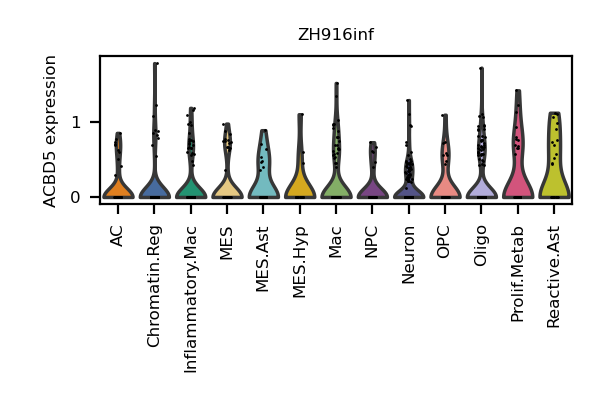 ZH916inf
ACBD5 expression
1
0
AC
Chromatin.Reg
Inflammatory.Mac
MES
MES.Ast
MES.Hyp
Mac
NPC
Neuron
OPC
Oligo
Prolif.Metab
Reactive.Ast